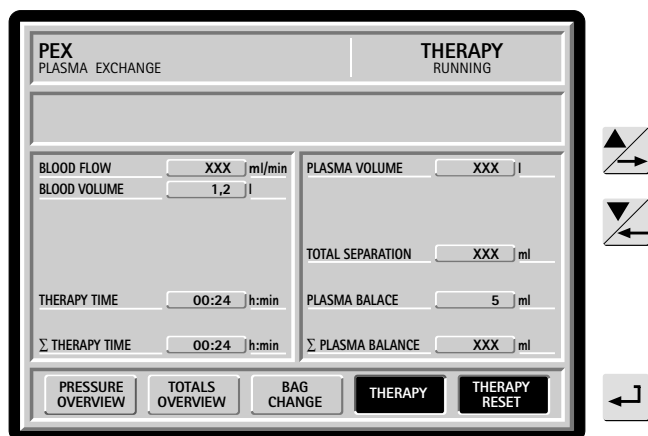 PEX
PLASMA EXCHANGE
THERAPY
RUNNING
BLOOD FLOW XXX ml/min
BLOOD VOLUME 1,2 l
THERAPY TIME 00:24 h:min
Σ THERAPY TIME 00:24 h:min
PLASMA VOLUME XXX l
TOTAL SEPARATION XXX ml
PLASMA BALACE 5 ml
Σ PLASMA BALANCE XXX ml
PRESSURE
OVERVIEW
TOTALS
OVERVIEW
BAG
CHANGE
THERAPY
THERAPY
RESET